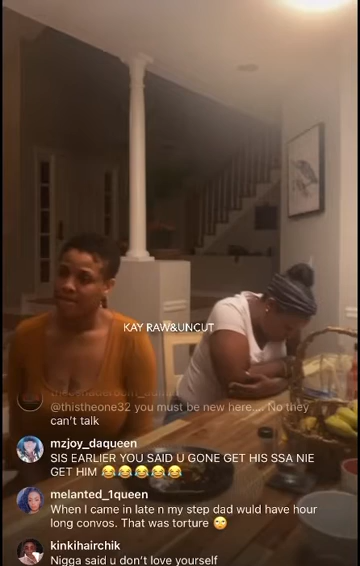 KAY RAW&UNCUT
@thistheone32 you must be new here.... No they
can't talk
mzjoy_daqueen
SIS EARLIER YOU SAID U GONE GET HIS SSA NIE
GET HIM 😂😂😂😂😂
melanted_1queen
When I came in late n my step dad wuld have hour
long convos. That was torture 🙄
kinkihairchik
Nigga said u don't love yourself